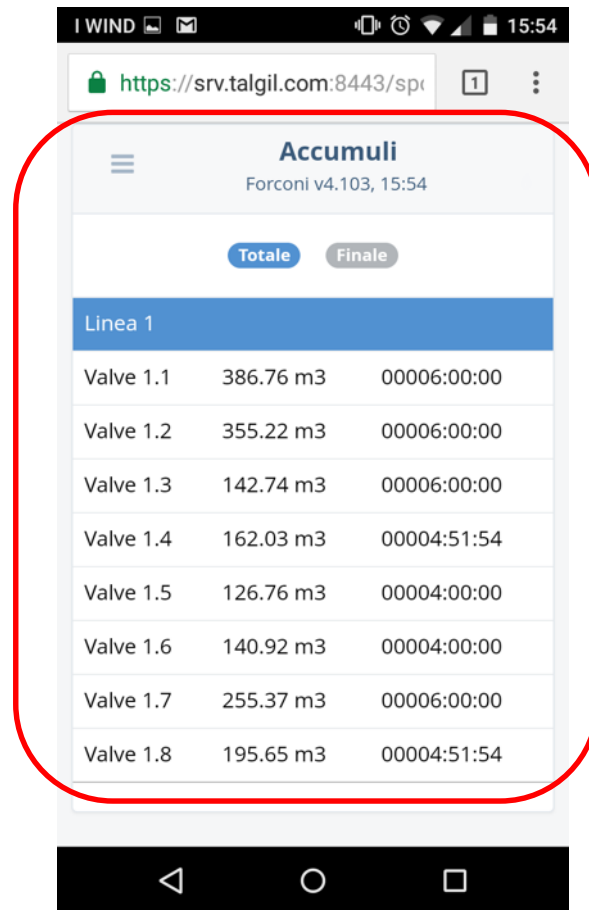 I WIND 15:54
https://srv.talgil.com:8443/spo 1
Accumuli
Forconi v4.103, 15:54
Totale Finale
Linea 1
Valve 1.1 386.76 m3 00006:00:00
Valve 1.2 355.22 m3 00006:00:00
Valve 1.3 142.74 m3 00006:00:00
Valve 1.4 162.03 m3 00004:51:54
Valve 1.5 126.76 m3 00004:00:00
Valve 1.6 140.92 m3 00004:00:00
Valve 1.7 255.37 m3 00006:00:00
Valve 1.8 195.65 m3 00004:51:54